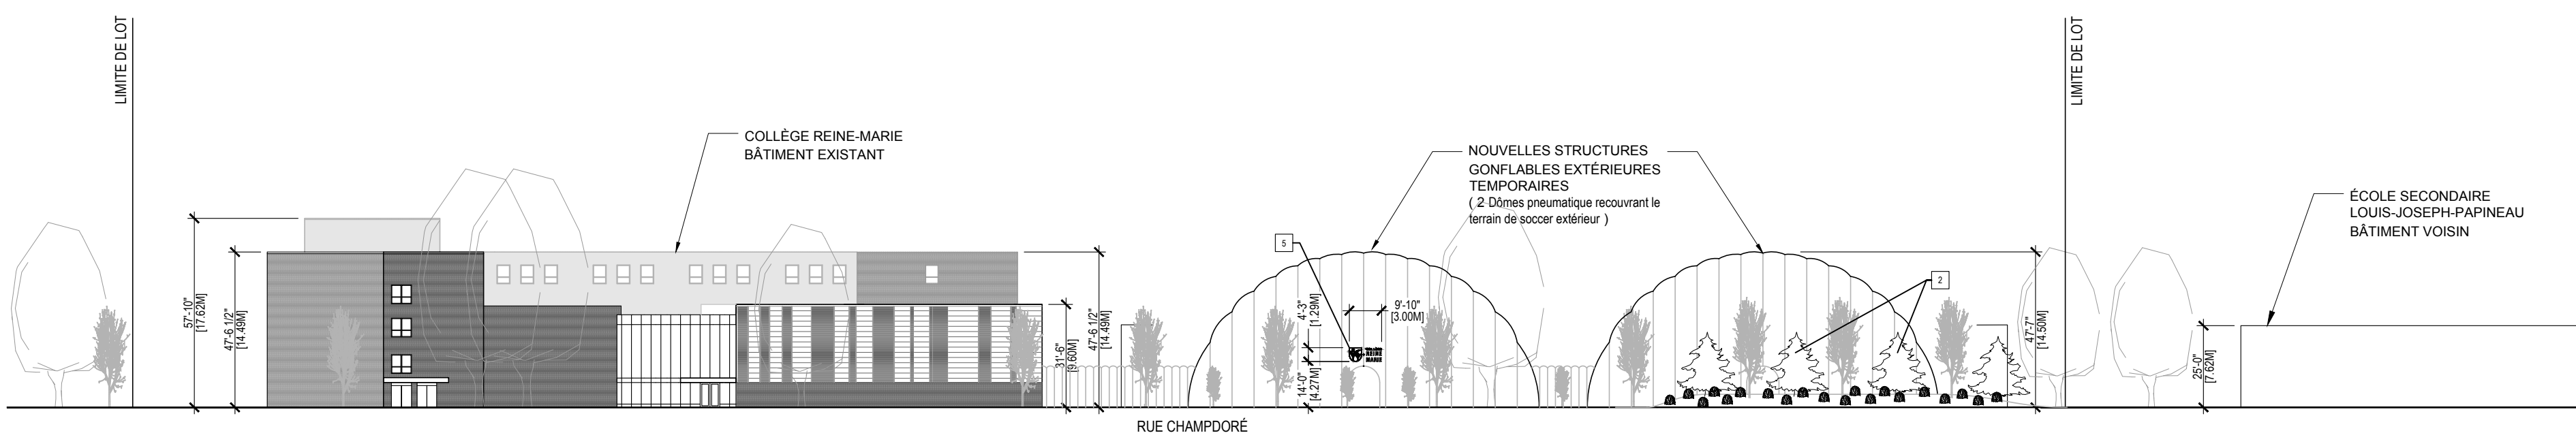 LIMITE DE LOT
57'-10"
[17.62M]
47'-6 1/2"
[14.49M]
COLLÈGE REINE-MARIE
BÂTIMENT EXISTANT
31'-6"
[9.60M]
47'-6 1/2"
[14.49M]
RUE CHAMPDORÉ
NOUVELLES STRUCTURES
GONFLABLES EXTÉRIEURES
TEMPORAIRES
( 2 Dômes pneumatique recouvrant le
terrain de soccer extérieur )
5
4'-3"
[1.29M]
9'-10"
[3.00M]
14'-0"
[4.27M]
REINE
MARIE
2
47'-7"
[14.50M]
LIMITE DE LOT
25'-0"
[7.62M]
ÉCOLE SECONDAIRE
LOUIS-JOSEPH-PAPINEAU
BÂTIMENT VOISIN